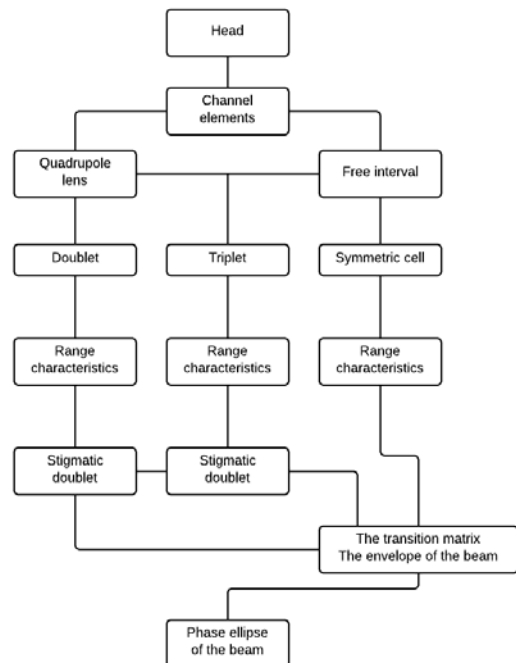 Head
Channel
elements
Quadrupole
lens
Free interval
Doublet
Triplet
Symmetric cell
Range
characteristics
Range
characteristics
Range
characteristics
Stigmatic
doublet
Stigmatic
doublet
The transition matrix
The envelope of the beam
Phase ellipse
of the beam